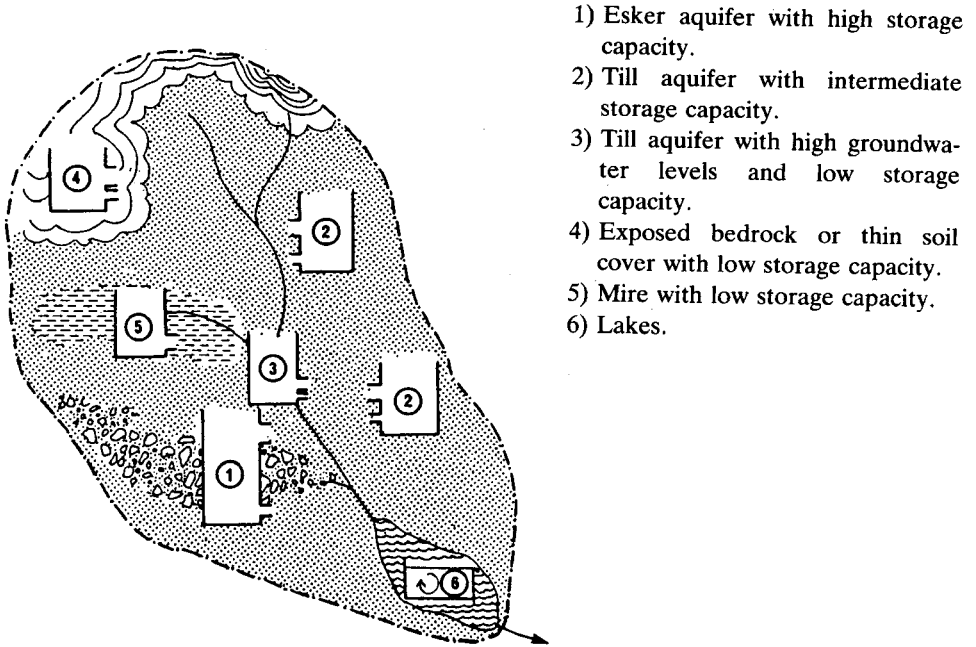 1) Esker aquifer with high storage
capacity.
2) Till aquifer with intermediate
storage capacity.
3) Till aquifer with high groundwa-
ter levels and low storage
capacity.
4) Exposed bedrock or thin soil
cover with low storage capacity.
5) Mire with low storage capacity.
6) Lakes.
4
2
5
3
2
1
6